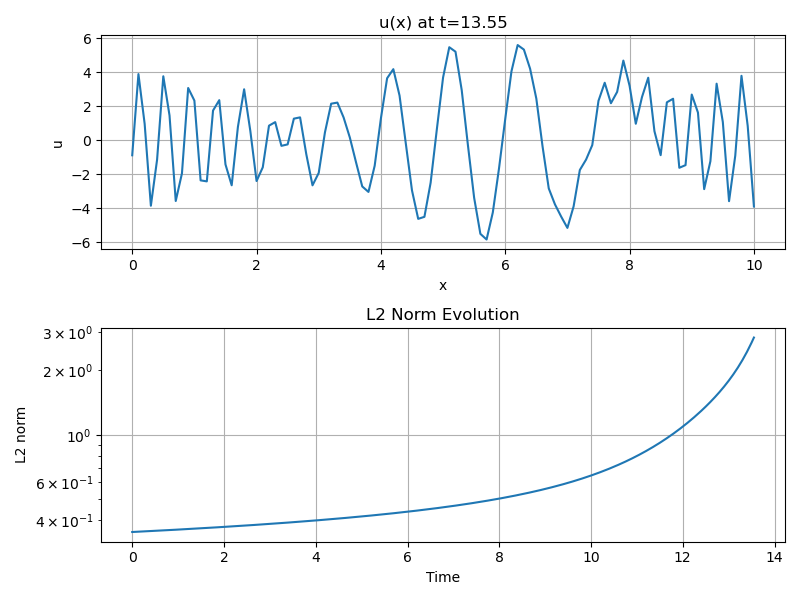 u(x) at t=13.55
u
6
4
2
0
−2
−4
−6
0 2 4 6 8 10
x
L2 Norm Evolution
L2 norm
3 × 10⁰
2 × 10⁰
10⁰
6 × 10⁻¹
4 × 10⁻¹
0 2 4 6 8 10 12 14
Time